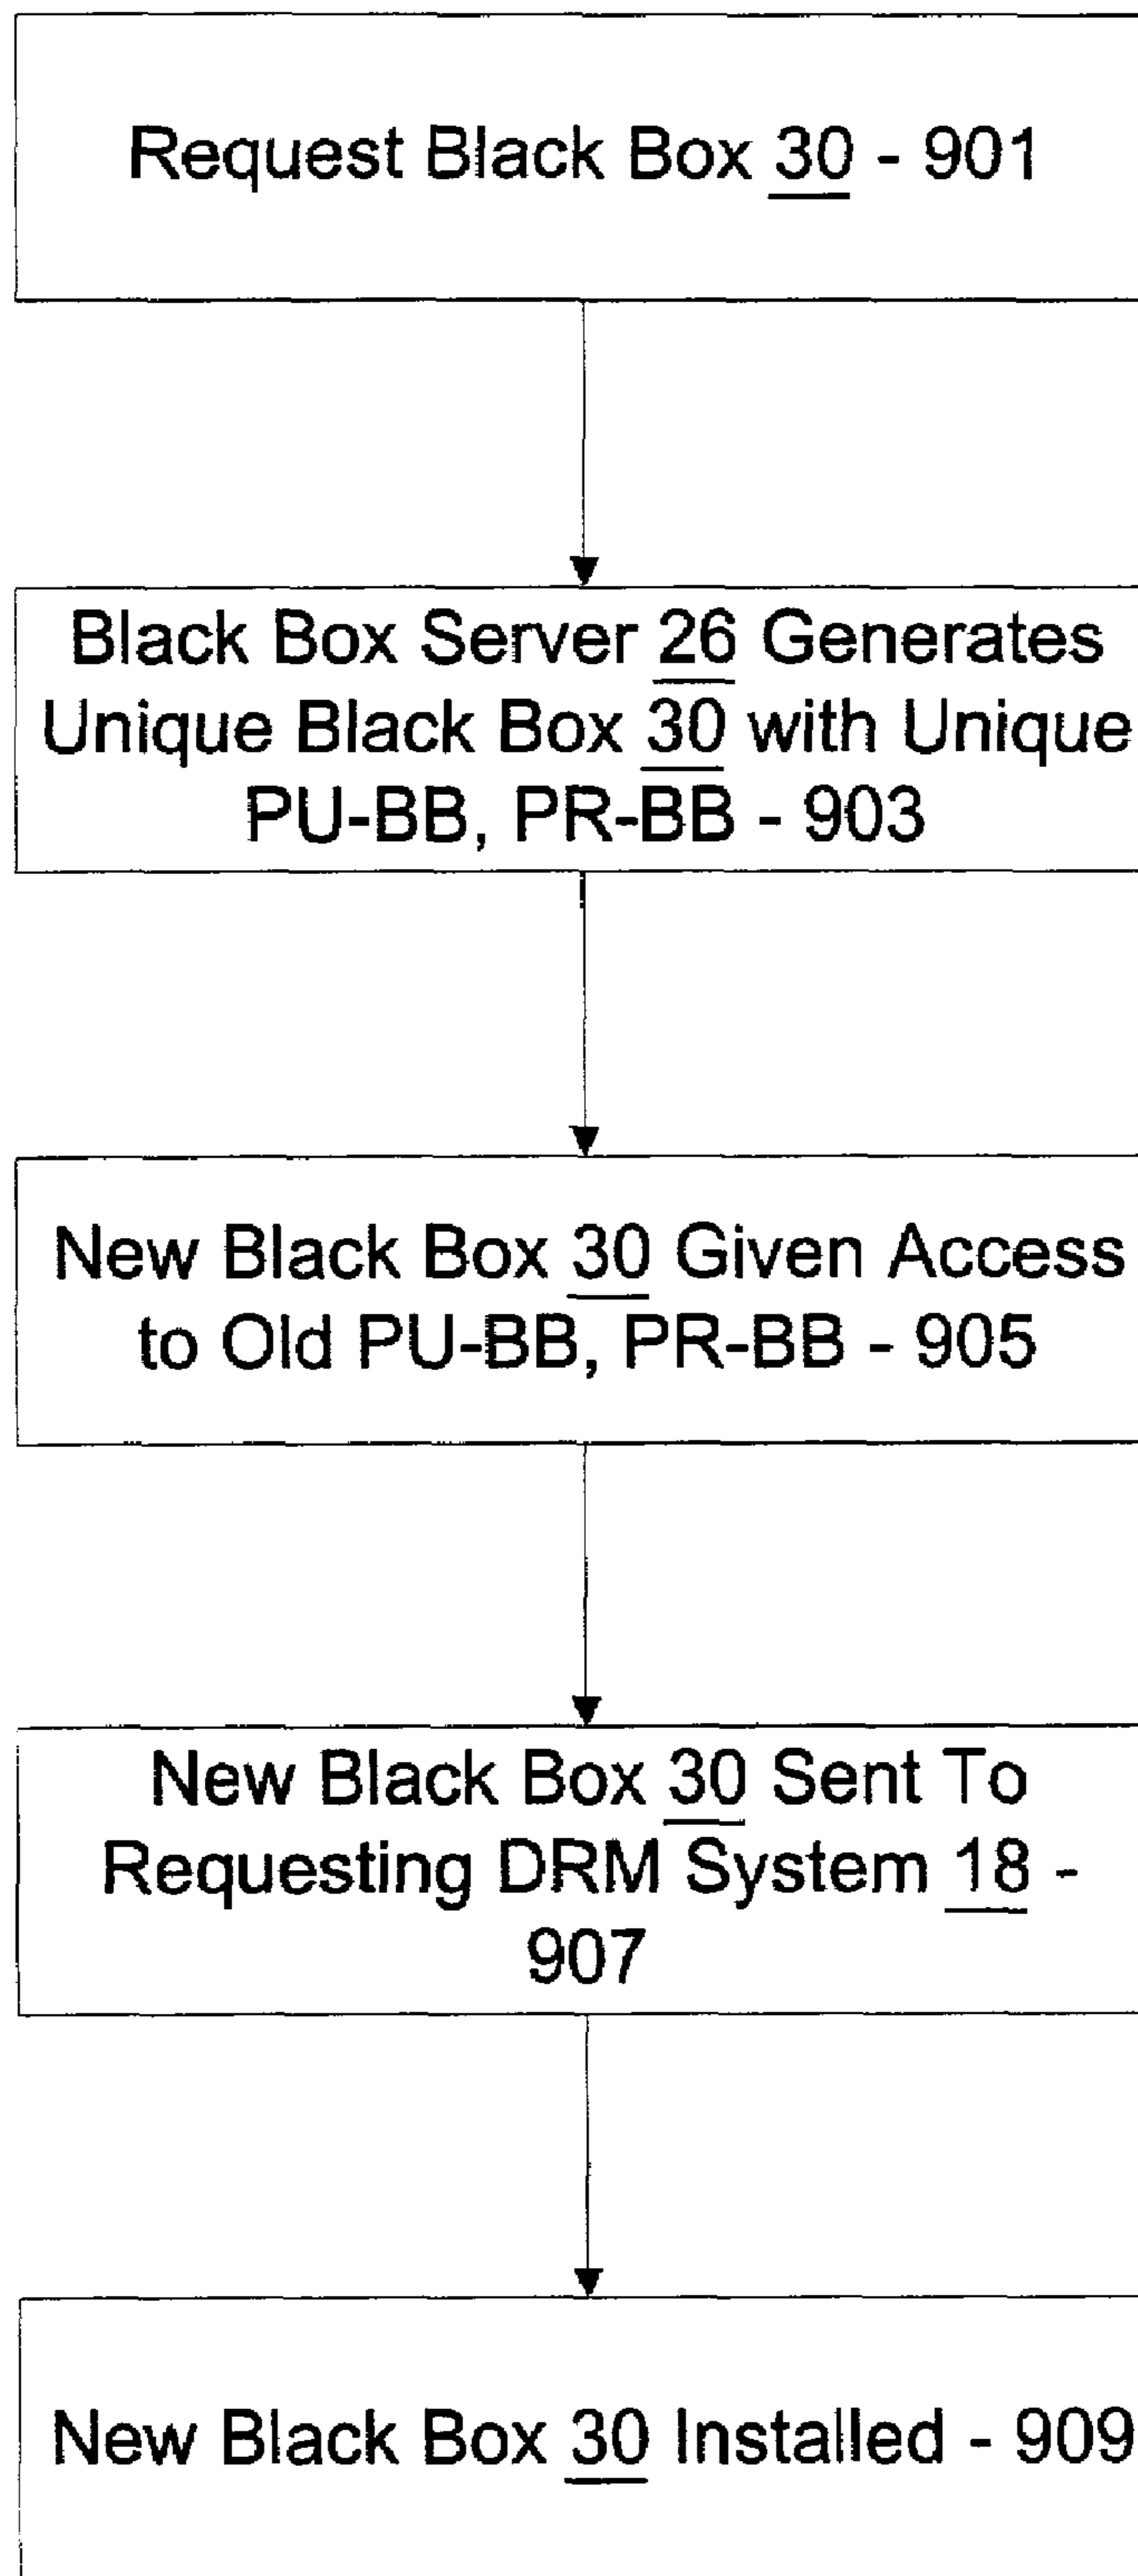 Request Black Box 30 - 901
Black Box Server 26 Generates
Unique Black Box 30 with Unique
PU-BB, PR-BB - 903
New Black Box 30 Given Access
to Old PU-BB, PR-BB - 905
New Black Box 30 Sent To
Requesting DRM System 18 -
907
New Black Box 30 Installed - 909